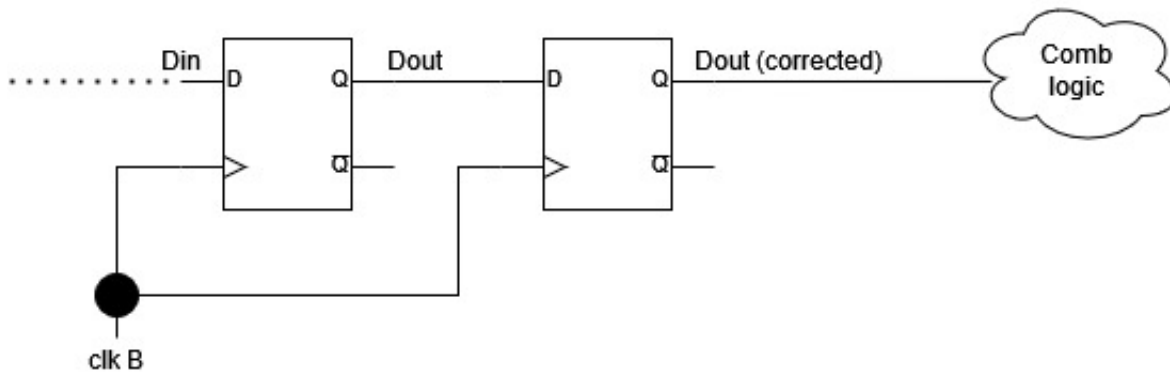 Din
Dout
Dout (corrected)
Comb
logic
D
Q
D
Q
Q̅
Q̅
clk B